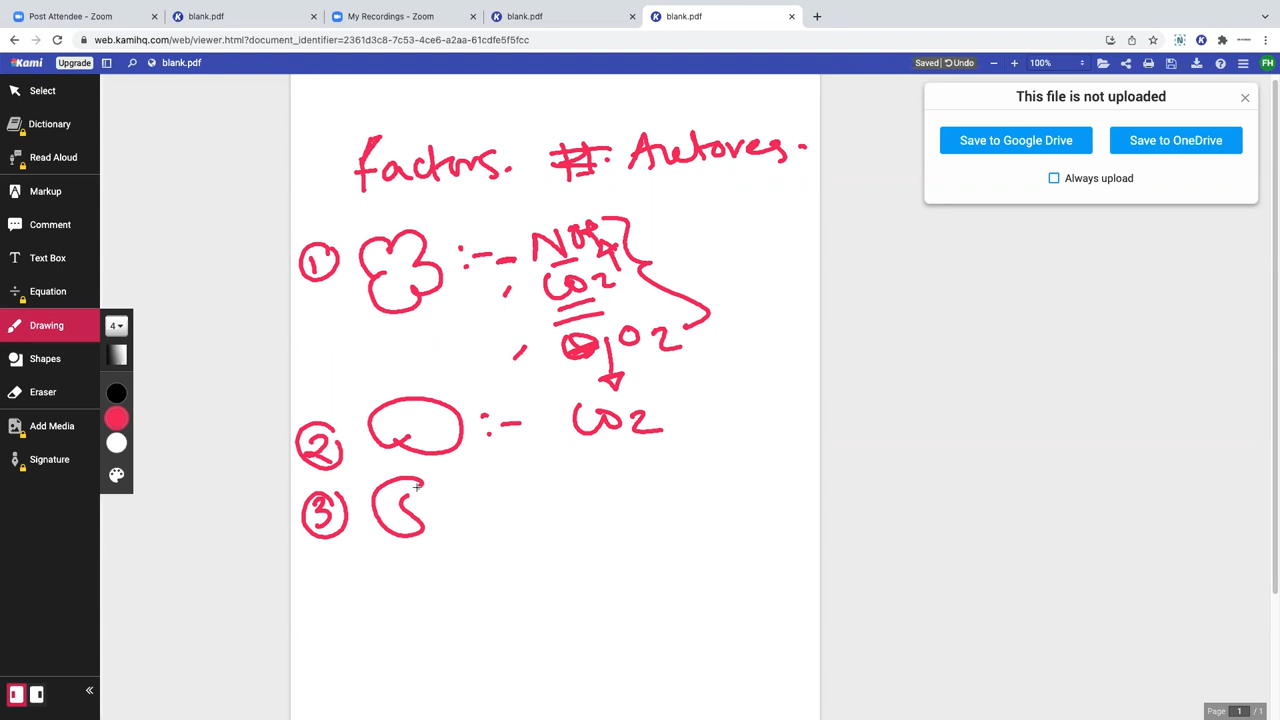 Post Attendee - Zoom
blank.pdf
My Recordings - Zoom
blank.pdf
blank.pdf
web.kamihq.com/web/viewer.html?document_identifier=2361d3c8-7c53-4ce6-a2aa-61cdfe5f5fcc
Kami
Upgrade
blank.pdf
Saved
Undo
100%
FH
Select
Dictionary
Read Aloud
Markup
Comment
Text Box
Equation
Drawing
Shapes
Eraser
Add Media
Signature
4
This file is not uploaded
Save to Google Drive
Save to OneDrive
Always upload
factors. #. Autoreg.
1 :-
CO2
O2
2 :- CO2
3
Page 1 / 1